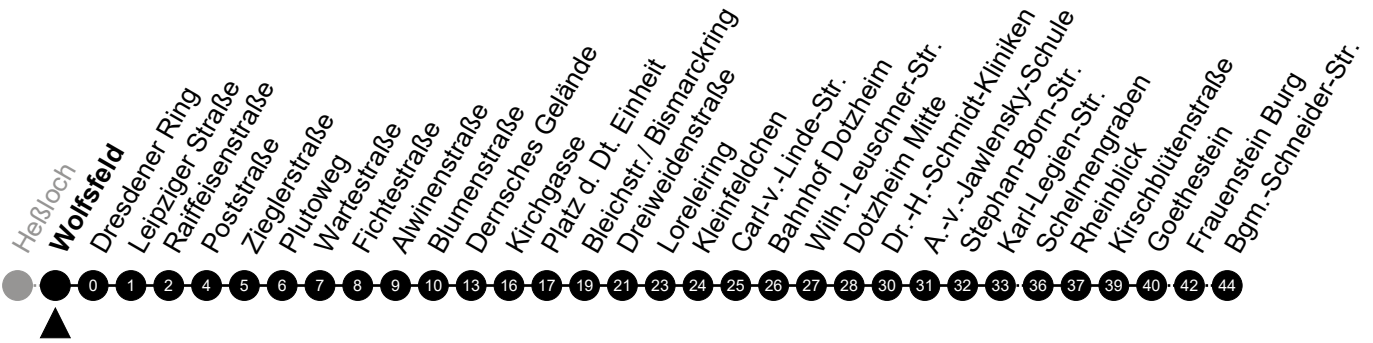 Heßloch
Wolfsfeld
Dresdener Ring
Leipziger Straße
Raiffeisenstraße
Poststraße
Zieglerstraße
Plutoweg
Wartestraße
Fichtestraße
Alwinenstraße
Blumenstraße
Dernsches Gelände
Kirchgasse
Platz d. Dt. Einheit
Bleichstr./ Bismarckring
Dreiweidenstraße
Loreleiring
Kleinfeldchen
Carl-v.-Linde-Str.
Bahnhof Dotzheim
Wilh.-Leuschner-Str.
Dotzheim Mitte
Dr.-H.-Schmidt-Kliniken
A.-v.-Jawlensky-Schule
Stephan-Born-Str.
Karl-Legien-Str.
Schelmengraben
Rheinblick
Kirschblütenstraße
Goethestein
Frauenstein Burg
Bgm.-Schneider-Str.
0 1 2 4 5 6 7 8 9 10 13 16 17 19 21 23 24 25 26 27 28 30 31 32 33 36 37 39 40 42 44